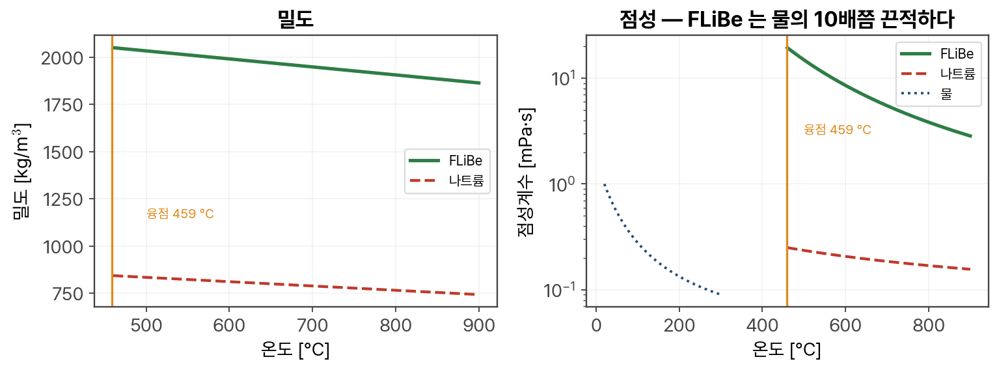 밀도
2000
1750
1500
1250
1000
750
밀도 [kg/m³]
FLiBe
나트륨
융점 459 °C
500 600 700 800 900
온도 [°C]
점성 — FLiBe 는 물의 10배쯤 끈적하다
10¹
10⁰
10⁻¹
점성계수 [mPa·s]
FLiBe
나트륨
물
융점 459 °C
0 200 400 600 800
온도 [°C]